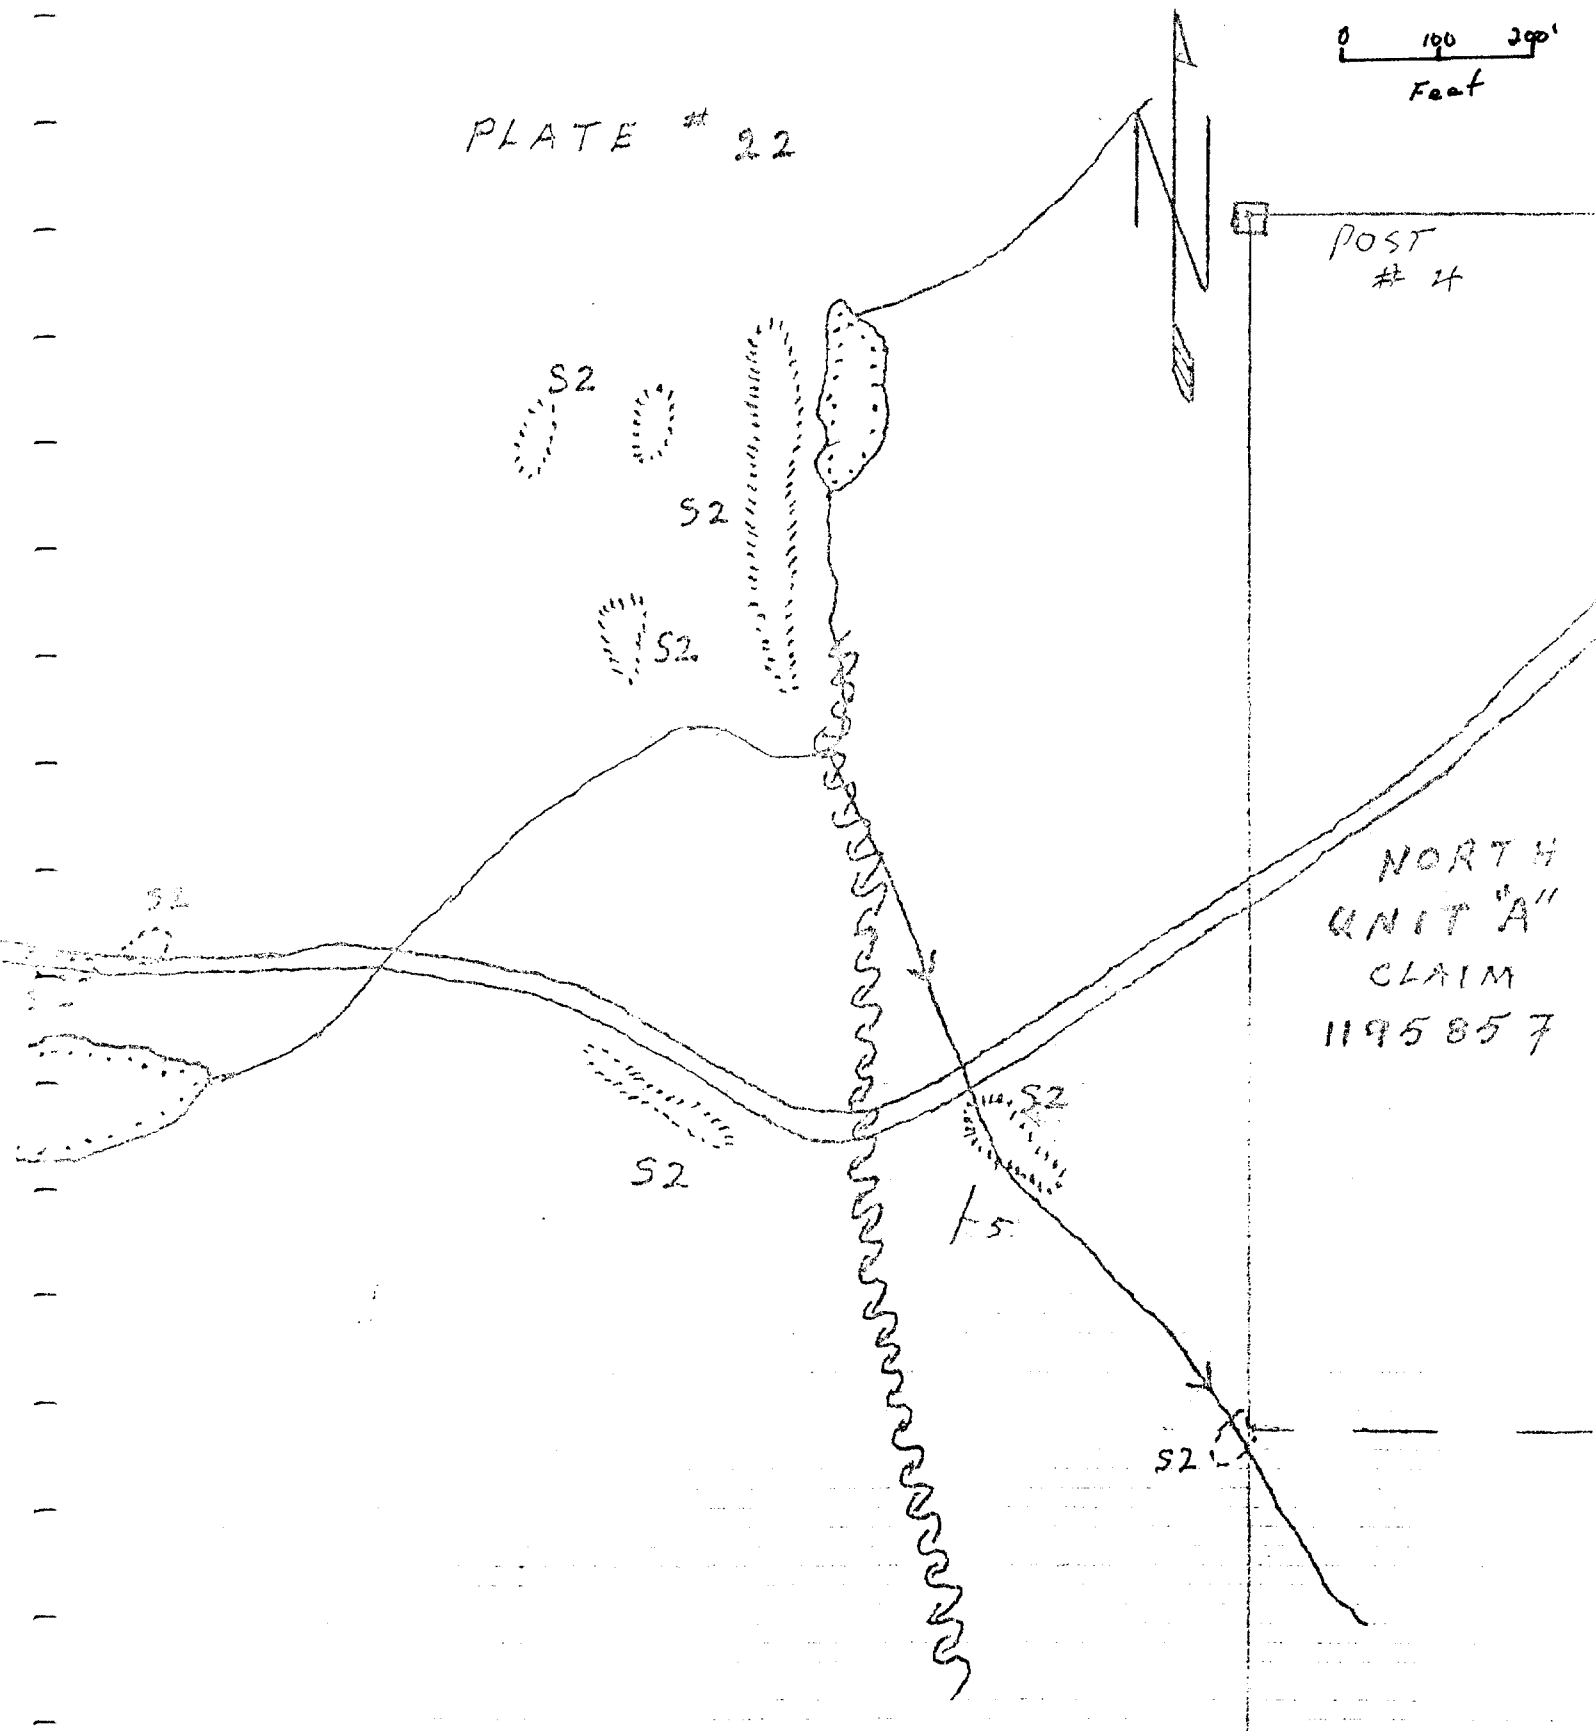 0 100 200'
Feet
PLATE # 22
N
POST
# 4
S2
S2
S2
NORTH
UNIT "A"
CLAIM
1195857
S2
S2
S2
5
S2